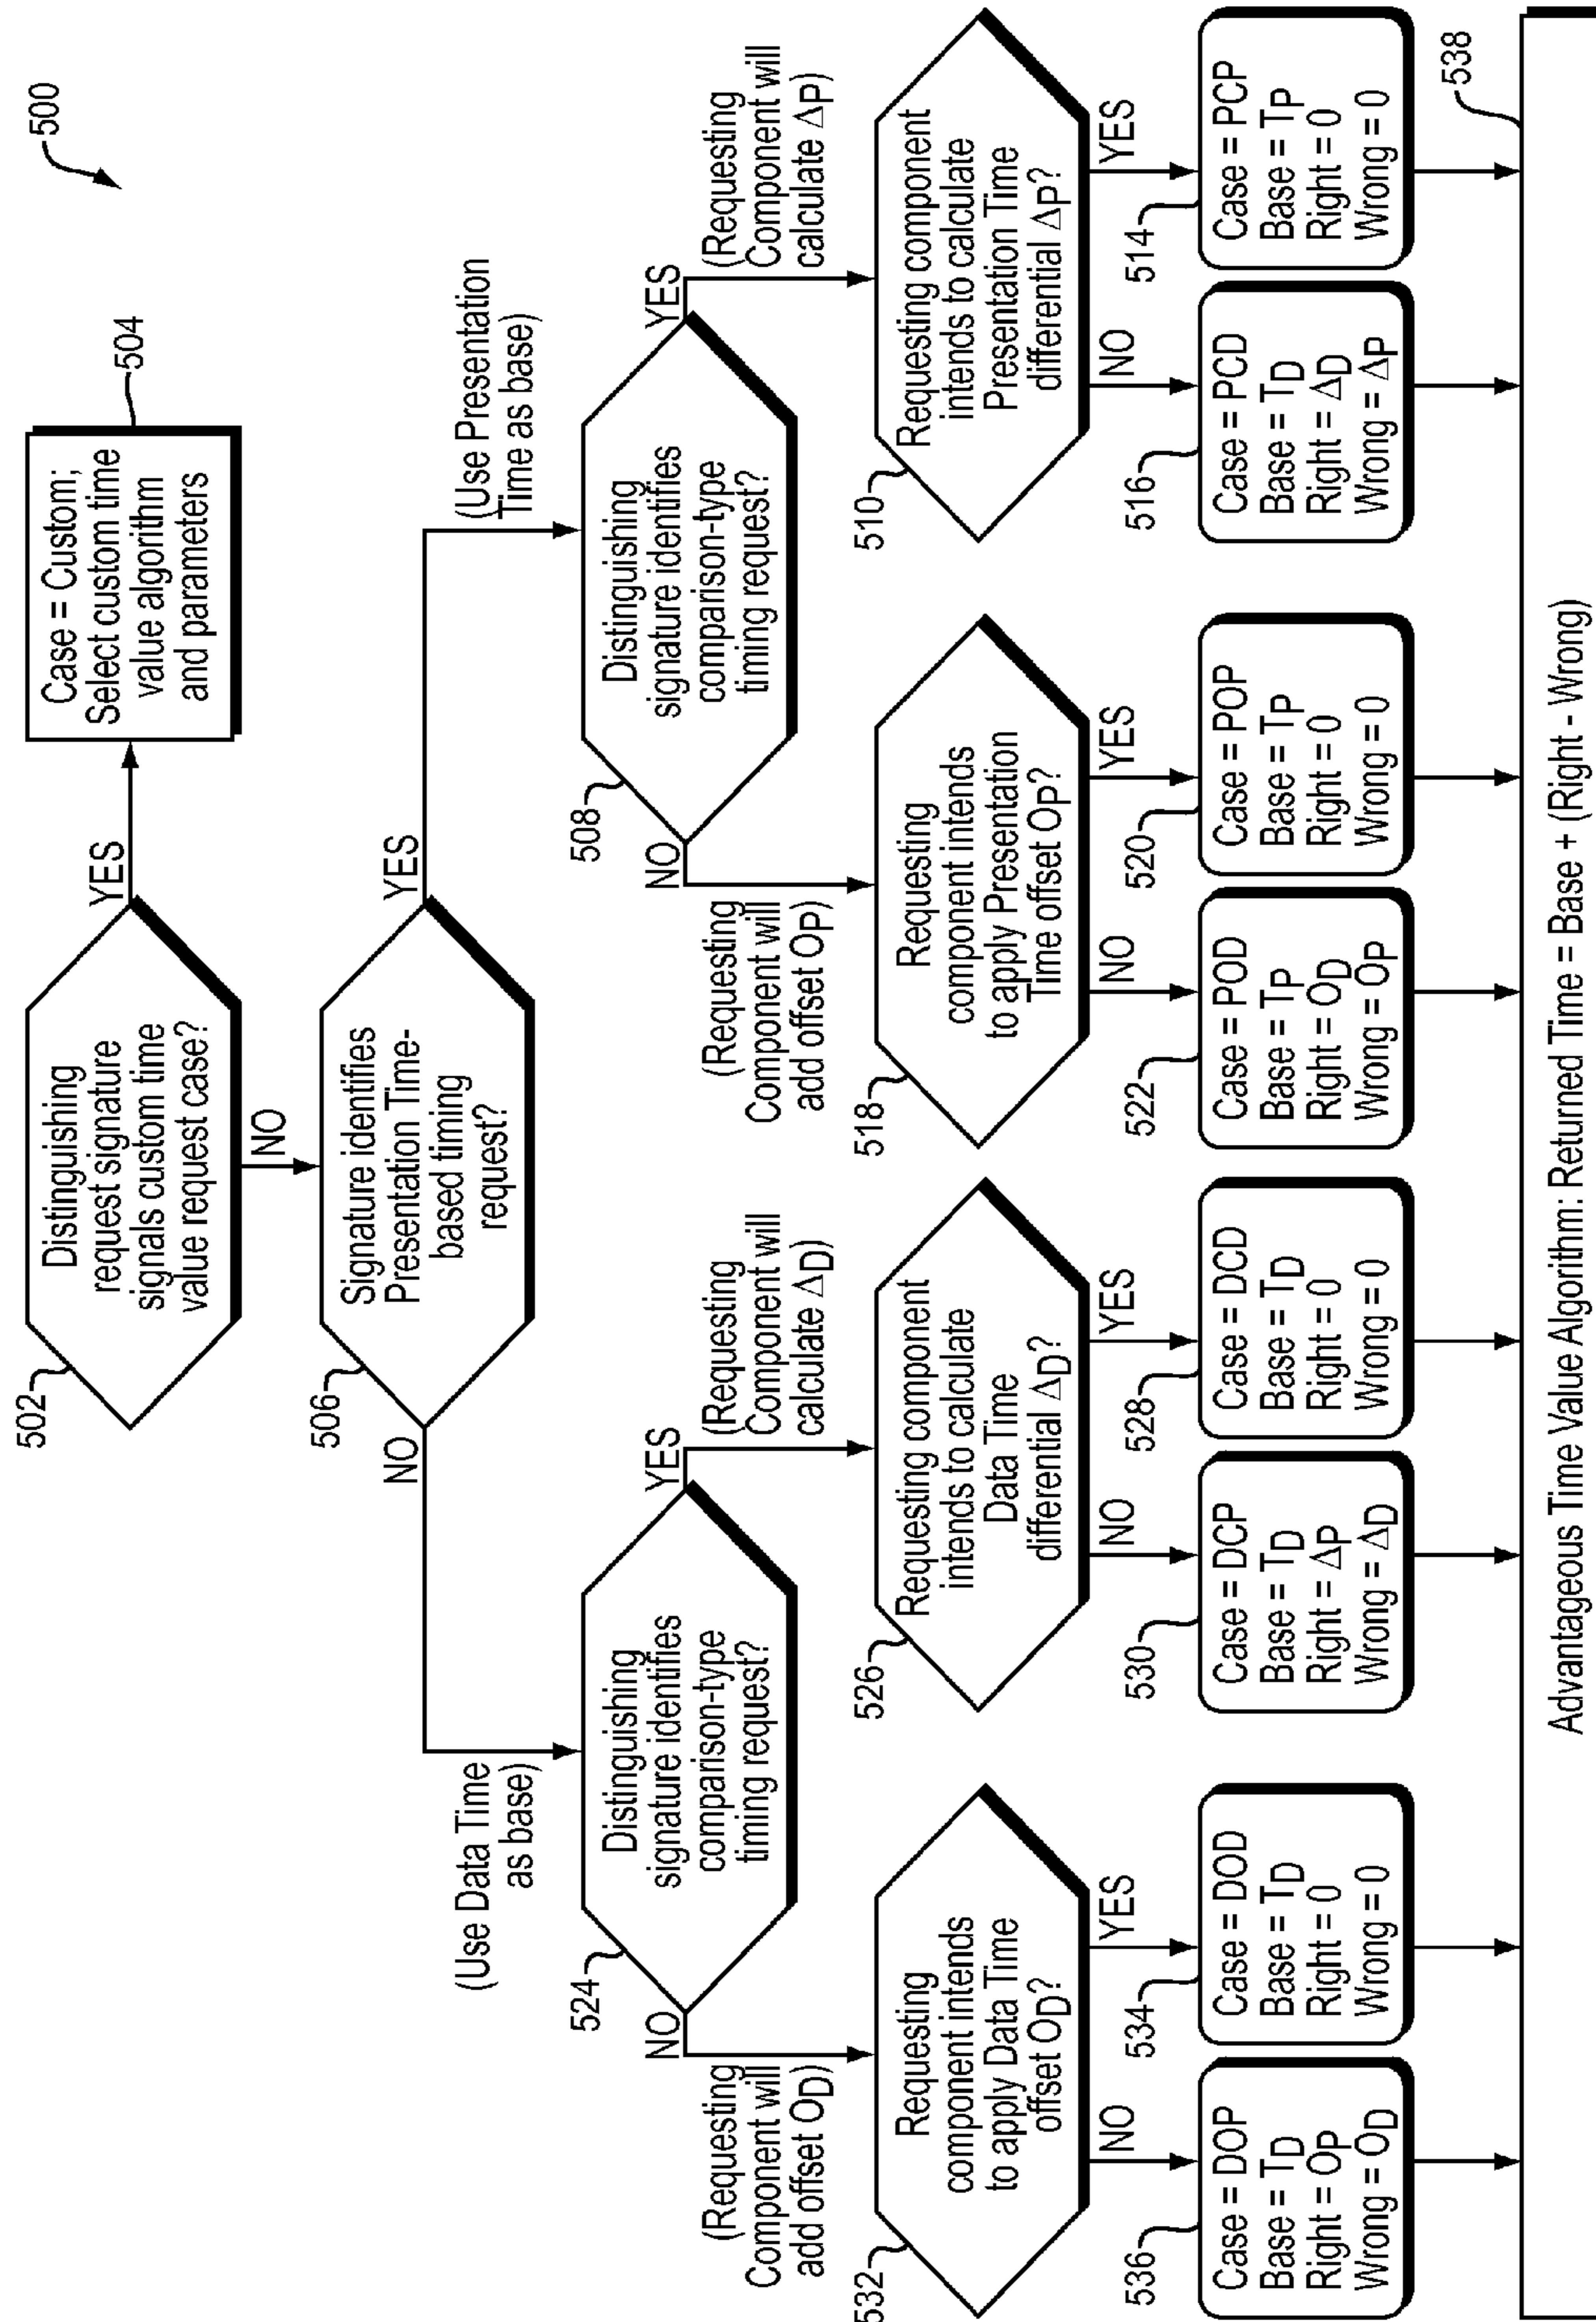 500
502
Distinguishing
request signature
signals custom time
value request case?
YES
504
Case = Custom;
Select custom time
value algorithm
and parameters
NO
506
Signature identifies
Presentation Time-
based timing
request?
NO
YES
(Use Data Time
as base)
(Use Presentation
Time as base)
524
Distinguishing
signature identifies
comparison-type
timing request?
NO
YES
508
Distinguishing
signature identifies
comparison-type
timing request?
NO
YES
(Requesting
Component will
add offset OD)
(Requesting
Component will
calculate ΔD)
(Requesting
Component will
add offset OP)
(Requesting
Component will
calculate ΔP)
532
Requesting
component intends
to apply Data Time
offset OD?
NO
YES
526
Requesting component
intends to calculate
Data Time
differential ΔD?
NO
YES
518
Requesting
component intends
to apply Presentation
Time offset OP?
NO
YES
510
Requesting component
intends to calculate
Presentation Time
differential ΔP?
NO
YES
536
Case = DOP
Base = TD
Right = OP
Wrong = OD
534
Case = DOD
Base = TD
Right = 0
Wrong = 0
530
Case = DCP
Base = TD
Right = ΔP
Wrong = ΔD
528
Case = DCD
Base = TD
Right = 0
Wrong = 0
522
Case = POD
Base = TP
Right = OD
Wrong = OP
520
Case = POP
Base = TP
Right = 0
Wrong = 0
516
Case = PCD
Base = TD
Right = ΔD
Wrong = ΔP
514
Case = PCP
Base = TP
Right = 0
Wrong = 0
538
Advantageous Time Value Algorithm: Returned Time = Base + (Right - Wrong)